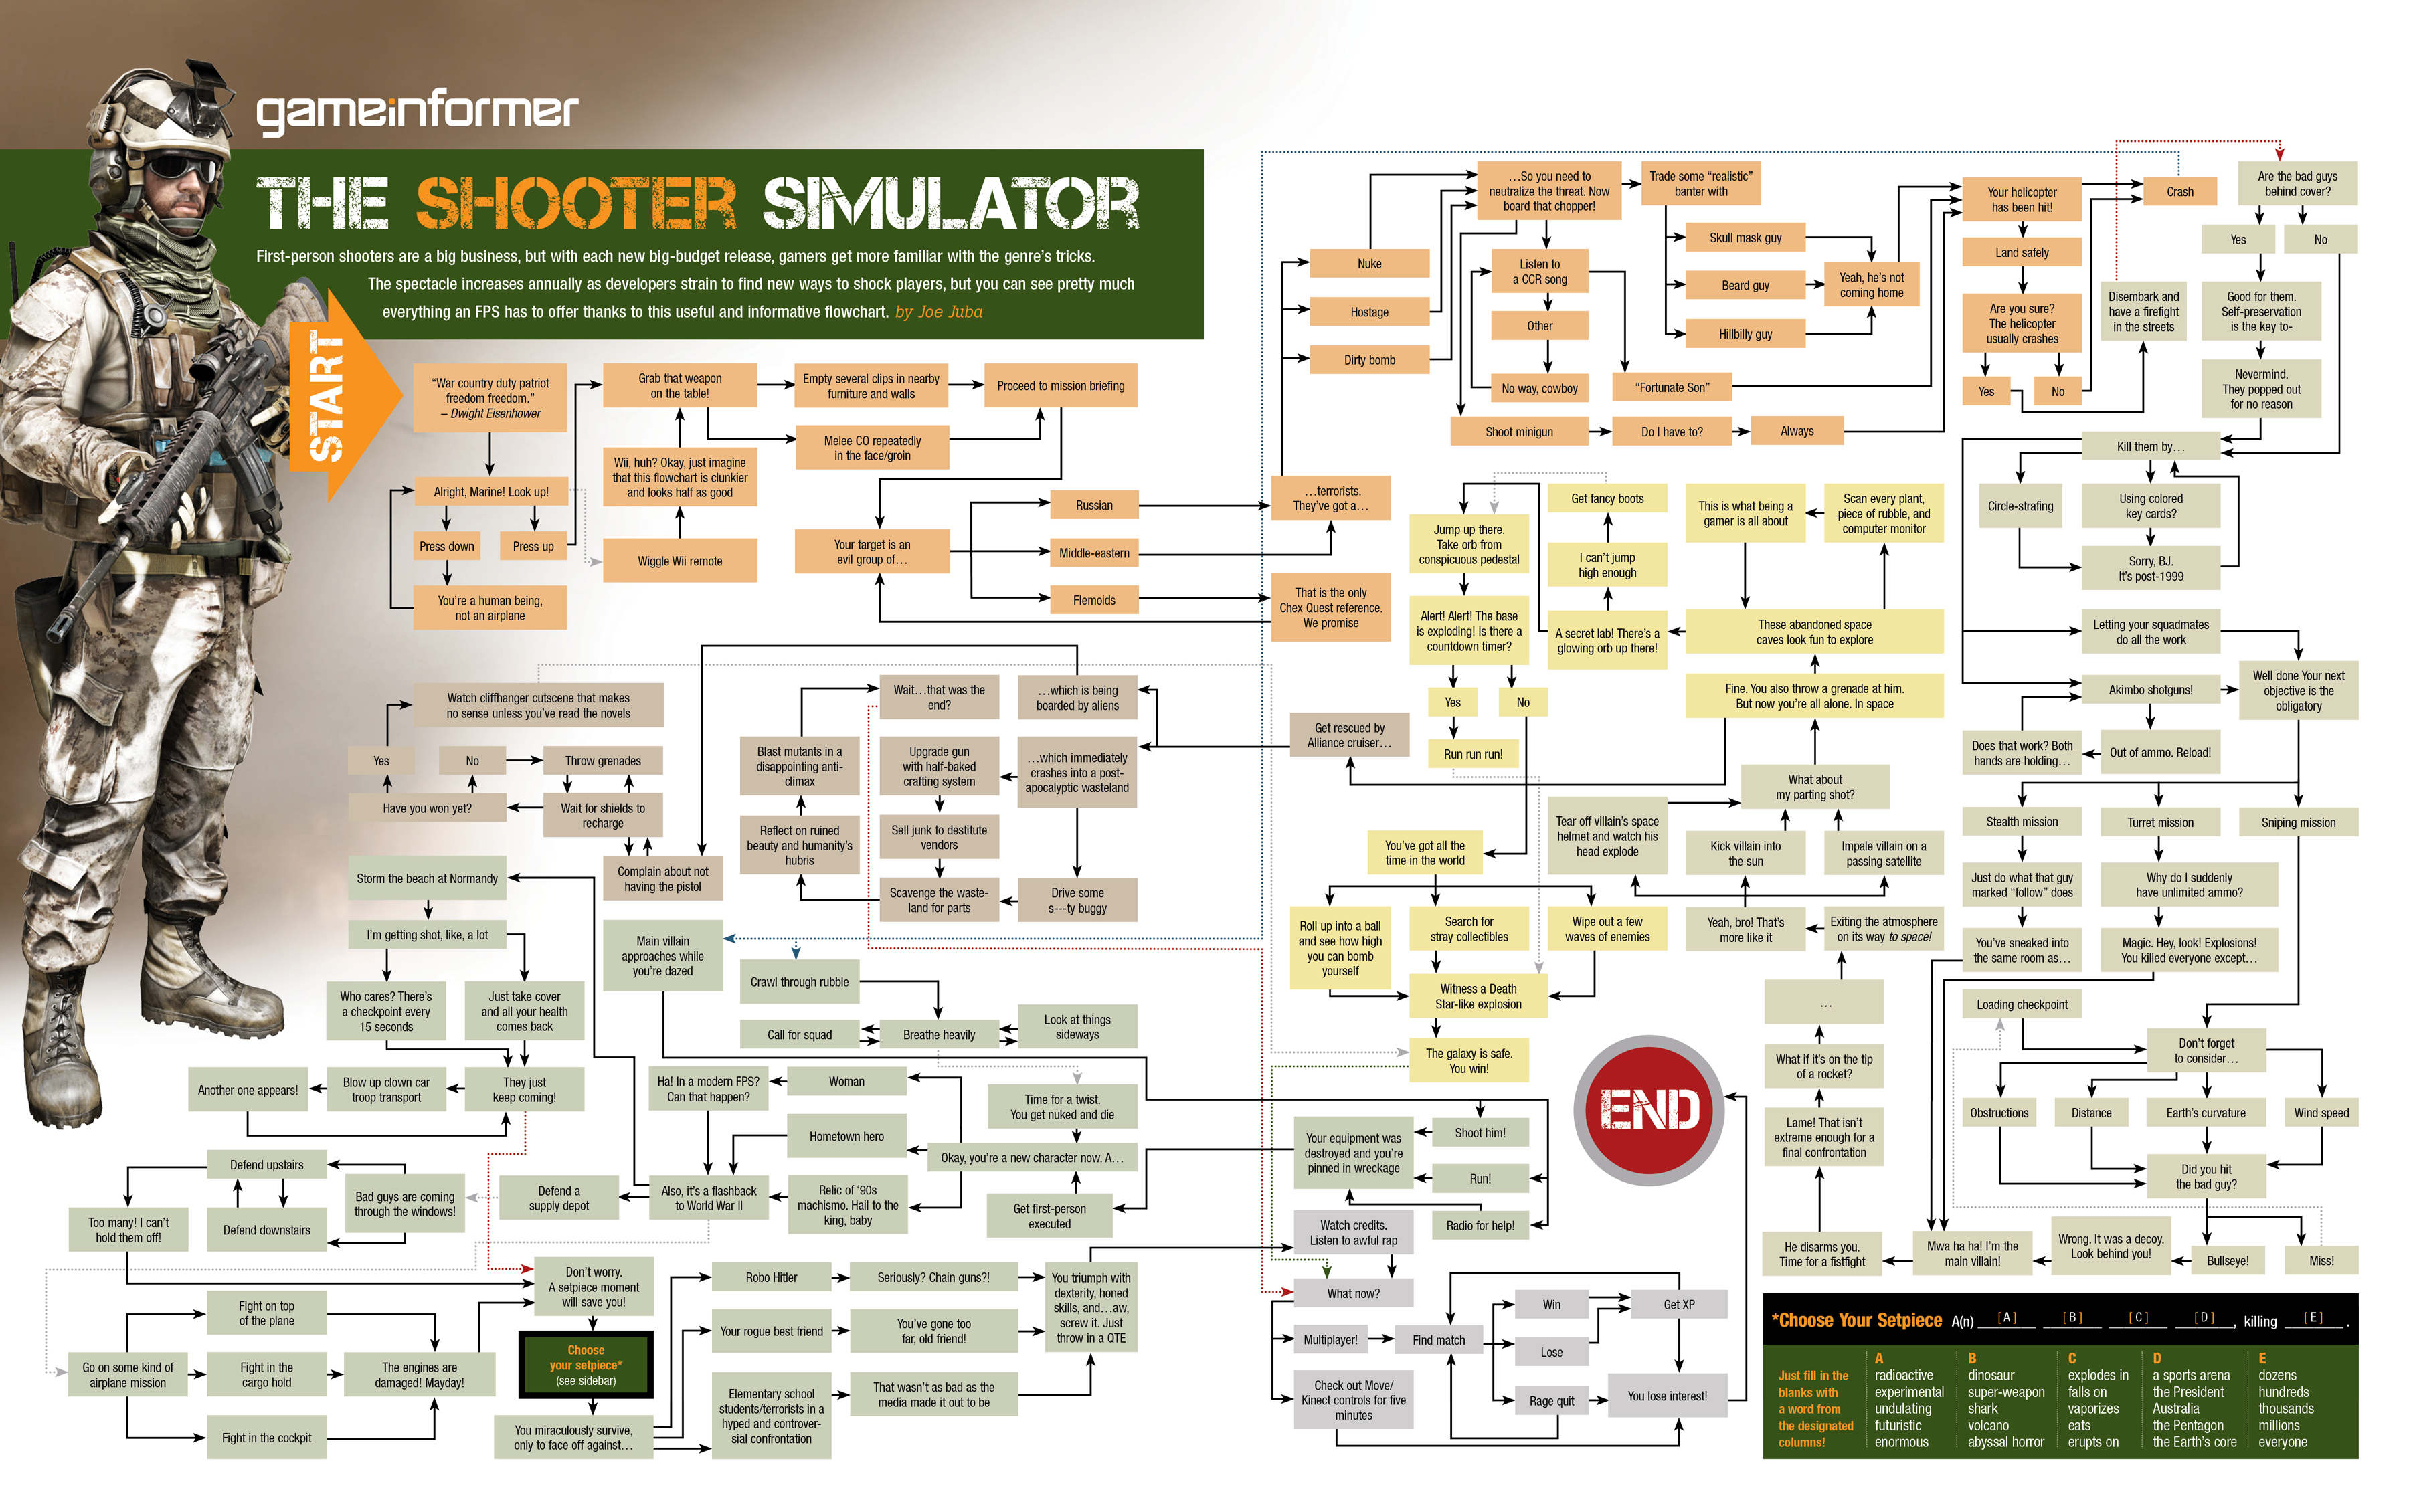 gameinformer
THE SHOOTER SIMULATOR
First-person shooters are a big business, but with each new big-budget release, gamers get more familiar with the genre's tricks.
The spectacle increases annually as developers strain to find new ways to shock players, but you can see pretty much
everything an FPS has to offer thanks to this useful and informative flowchart. by Joe Juba
START
"War country duty patriot
freedom freedom."
– Dwight Eisenhower
Alright, Marine! Look up!
Press down
Press up
You're a human being,
not an airplane
Grab that weapon
on the table!
Wii, huh? Okay, just imagine
that this flowchart is clunkier
and looks half as good
Wiggle Wii remote
Empty several clips in nearby
furniture and walls
Melee CO repeatedly
in the face/groin
Proceed to mission briefing
Your target is an
evil group of…
Russian
Middle-eastern
Flemoids
…terrorists.
They've got a…
That is the only
Chex Quest reference.
We promise
Nuke
Hostage
Dirty bomb
…So you need to
neutralize the threat. Now
board that chopper!
Listen to
a CCR song
Other
No way, cowboy
"Fortunate Son"
Shoot minigun
Do I have to?
Always
Trade some "realistic"
banter with
Skull mask guy
Beard guy
Hillbilly guy
Yeah, he's not
coming home
Your helicopter
has been hit!
Crash
Land safely
Are you sure?
The helicopter
usually crashes
Yes
No
Disembark and
have a firefight
in the streets
Are the bad guys
behind cover?
Yes
No
Good for them.
Self-preservation
is the key to-
Nevermind.
They popped out
for no reason
Kill them by…
Circle-strafing
Using colored
key cards?
Sorry, BJ.
It's post-1999
Letting your squadmates
do all the work
Akimbo shotguns!
Well done Your next
objective is the
obligatory
Does that work? Both
hands are holding…
Out of ammo. Reload!
Stealth mission
Turret mission
Sniping mission
Just do what that guy
marked "follow" does
Why do I suddenly
have unlimited ammo?
You've sneaked into
the same room as…
Magic. Hey, look! Explosions!
You killed everyone except…
Loading checkpoint
Don't forget
to consider…
Obstructions
Distance
Earth's curvature
Wind speed
Did you hit
the bad guy?
Miss!
Bullseye!
Wrong. It was a decoy.
Look behind you!
Mwa ha ha! I'm the
main villain!
He disarms you.
Time for a fistfight
Lame! That isn't
extreme enough for a
final confrontation
What if it's on the tip
of a rocket?
…
Exiting the atmosphere
on its way to space!
Yeah, bro! That's
more like it
Tear off villain's space
helmet and watch his
head explode
Kick villain into
the sun
Impale villain on a
passing satellite
What about
my parting shot?
Fine. You also throw a grenade at him.
But now you're all alone. In space
These abandoned space
caves look fun to explore
Scan every plant,
piece of rubble, and
computer monitor
This is what being a
gamer is all about
A secret lab! There's a
glowing orb up there!
I can't jump
high enough
Get fancy boots
Jump up there.
Take orb from
conspicuous pedestal
Alert! Alert! The base
is exploding! Is there a
countdown timer?
Yes
No
Run run run!
You've got all the
time in the world
Roll up into a ball
and see how high
you can bomb
yourself
Search for
stray collectibles
Wipe out a few
waves of enemies
Witness a Death
Star-like explosion
The galaxy is safe.
You win!
Get rescued by
Alliance cruiser…
…which is being
boarded by aliens
…which immediately
crashes into a post-
apocalyptic wasteland
Drive some
s---ty buggy
Upgrade gun
with half-baked
crafting system
Sell junk to destitute
vendors
Scavenge the waste-
land for parts
Reflect on ruined
beauty and humanity's
hubris
Blast mutants in a
disappointing anti-
climax
Wait…that was the
end?
Watch cliffhanger cutscene that makes
no sense unless you've read the novels
Yes
No
Throw grenades
Have you won yet?
Wait for shields to
recharge
Complain about not
having the pistol
Main villain
approaches while
you're dazed
Crawl through rubble
Call for squad
Breathe heavily
Look at things
sideways
Time for a twist.
You get nuked and die
Okay, you're a new character now. A…
Get first-person
executed
Woman
Ha! In a modern FPS?
Can that happen?
Hometown hero
Relic of '90s
machismo. Hail to the
king, baby
Also, it's a flashback
to World War II
Defend a
supply depot
Storm the beach at Normandy
I'm getting shot, like, a lot
Who cares? There's
a checkpoint every
15 seconds
Just take cover
and all your health
comes back
They just
keep coming!
Blow up clown car
troop transport
Another one appears!
Bad guys are coming
through the windows!
Defend upstairs
Defend downstairs
Too many! I can't
hold them off!
Go on some kind of
airplane mission
Fight on top
of the plane
Fight in the
cargo hold
Fight in the cockpit
The engines are
damaged! Mayday!
Don't worry.
A setpiece moment
will save you!
Choose
your setpiece*
(see sidebar)
You miraculously survive,
only to face off against…
Robo Hitler
Seriously? Chain guns?!
Your rogue best friend
You've gone too
far, old friend!
Elementary school
students/terrorists in a
hyped and controver-
sial confrontation
That wasn't as bad as the
media made it out to be
You triumph with
dexterity, honed
skills, and…aw,
screw it. Just
throw in a QTE
Your equipment was
destroyed and you're
pinned in wreckage
Shoot him!
Run!
Radio for help!
Watch credits.
Listen to awful rap
What now?
Multiplayer!
Find match
Win
Lose
Rage quit
Get XP
You lose interest!
Check out Move/
Kinect controls for five
minutes
END
*Choose Your Setpiece A(n) [ A ] [ B ] [ C ] [ D ], killing [ E ].
Just fill in the
blanks with
a word from
the designated
columns!
A
radioactive
experimental
undulating
futuristic
enormous
B
dinosaur
super-weapon
shark
volcano
abyssal horror
C
explodes in
falls on
vaporizes
eats
erupts on
D
a sports arena
the President
Australia
the Pentagon
the Earth's core
E
dozens
hundreds
thousands
millions
everyone